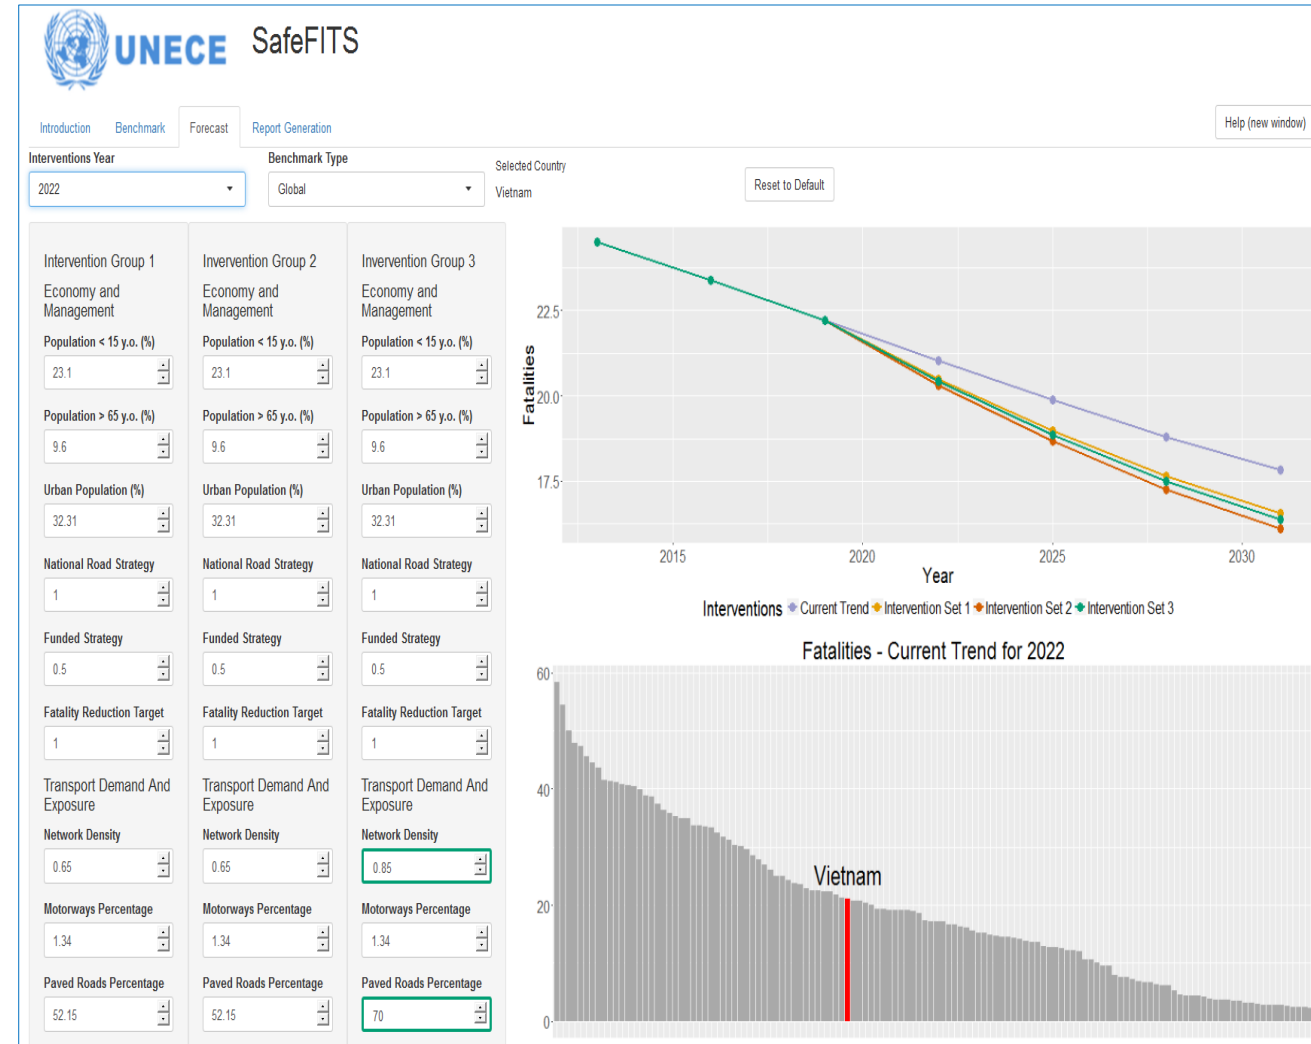 UNECE SafeFITS
Introduction Benchmark Forecast Report Generation Help (new window)
Interventions Year Benchmark Type Selected Country
2022 Global Vietnam Reset to Default
Intervention Group 1
Economy and
Management
Population < 15 y.o. (%)
23.1
Population > 65 y.o. (%)
9.6
Urban Population (%)
32.31
National Road Strategy
1
Funded Strategy
0.5
Fatality Reduction Target
1
Transport Demand And
Exposure
Network Density
0.65
Motorways Percentage
1.34
Paved Roads Percentage
52.15
Invervention Group 2
Economy and
Management
Population < 15 y.o. (%)
23.1
Population > 65 y.o. (%)
9.6
Urban Population (%)
32.31
National Road Strategy
1
Funded Strategy
0.5
Fatality Reduction Target
1
Transport Demand And
Exposure
Network Density
0.65
Motorways Percentage
1.34
Paved Roads Percentage
52.15
Invervention Group 3
Economy and
Management
Population < 15 y.o. (%)
23.1
Population > 65 y.o. (%)
9.6
Urban Population (%)
32.31
National Road Strategy
1
Funded Strategy
0.5
Fatality Reduction Target
1
Transport Demand And
Exposure
Network Density
0.85
Motorways Percentage
1.34
Paved Roads Percentage
70
Fatalities
22.5
20.0
17.5
2015 2020 2025 2030
Year
Interventions Current Trend Intervention Set 1 Intervention Set 2 Intervention Set 3
Fatalities - Current Trend for 2022
60
40
20
0
Vietnam